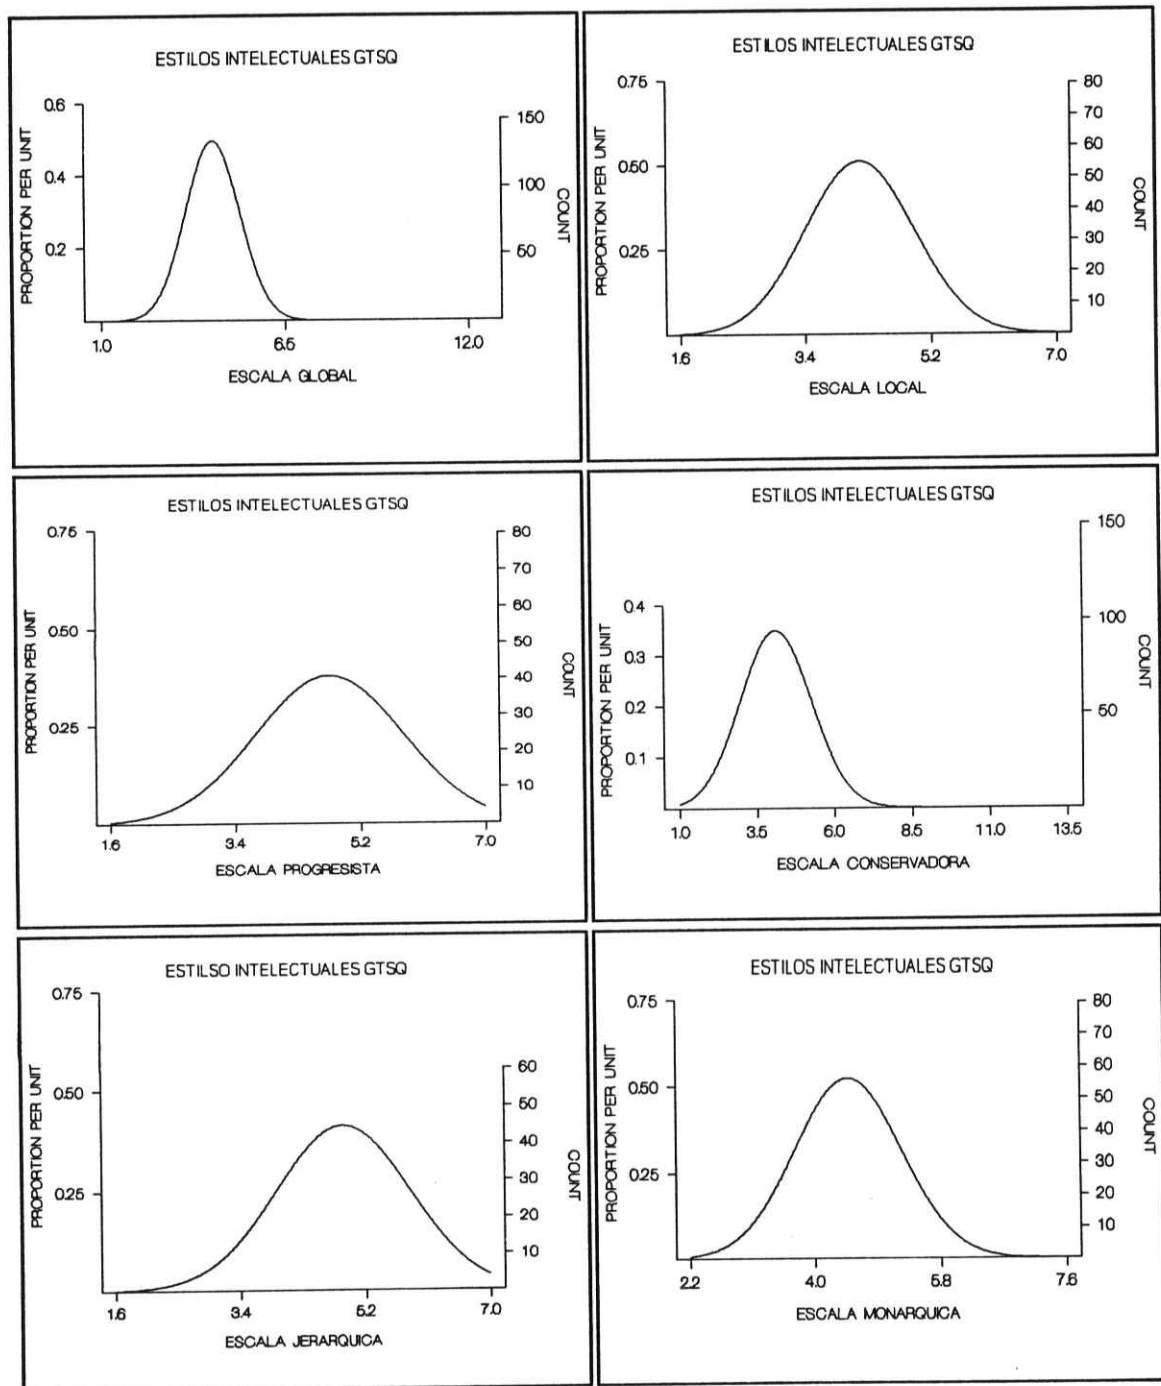 ESTILOS INTELECTUALES GTSQ
PROPORTION PER UNIT
0.6
0.4
0.2
150
100
50
COUNT
1.0 6.5 12.0
ESCALA GLOBAL
ESTILOS INTELECTUALES GTSQ
PROPORTION PER UNIT
0.75
0.50
0.25
80
70
60
50
40
30
20
10
COUNT
1.6 3.4 5.2 7.0
ESCALA LOCAL
ESTILOS INTELECTUALES GTSQ
PROPORTION PER UNIT
0.75
0.50
0.25
80
70
60
50
40
30
20
10
COUNT
1.6 3.4 5.2 7.0
ESCALA PROGRESISTA
ESTILOS INTELECTUALES GTSQ
PROPORTION PER UNIT
0.4
0.3
0.2
0.1
150
100
50
COUNT
1.0 3.5 6.0 8.5 11.0 13.5
ESCALA CONSERVADORA
ESTILSO INTELECTUALES GTSQ
PROPORTION PER UNIT
0.75
0.50
0.25
60
50
40
30
20
10
COUNT
1.6 3.4 5.2 7.0
ESCALA JERARQUICA
ESTILOS INTELECTUALES GTSQ
PROPORTION PER UNIT
0.75
0.50
0.25
80
70
60
50
40
30
20
10
COUNT
2.2 4.0 5.8 7.6
ESCALA MONARQUICA